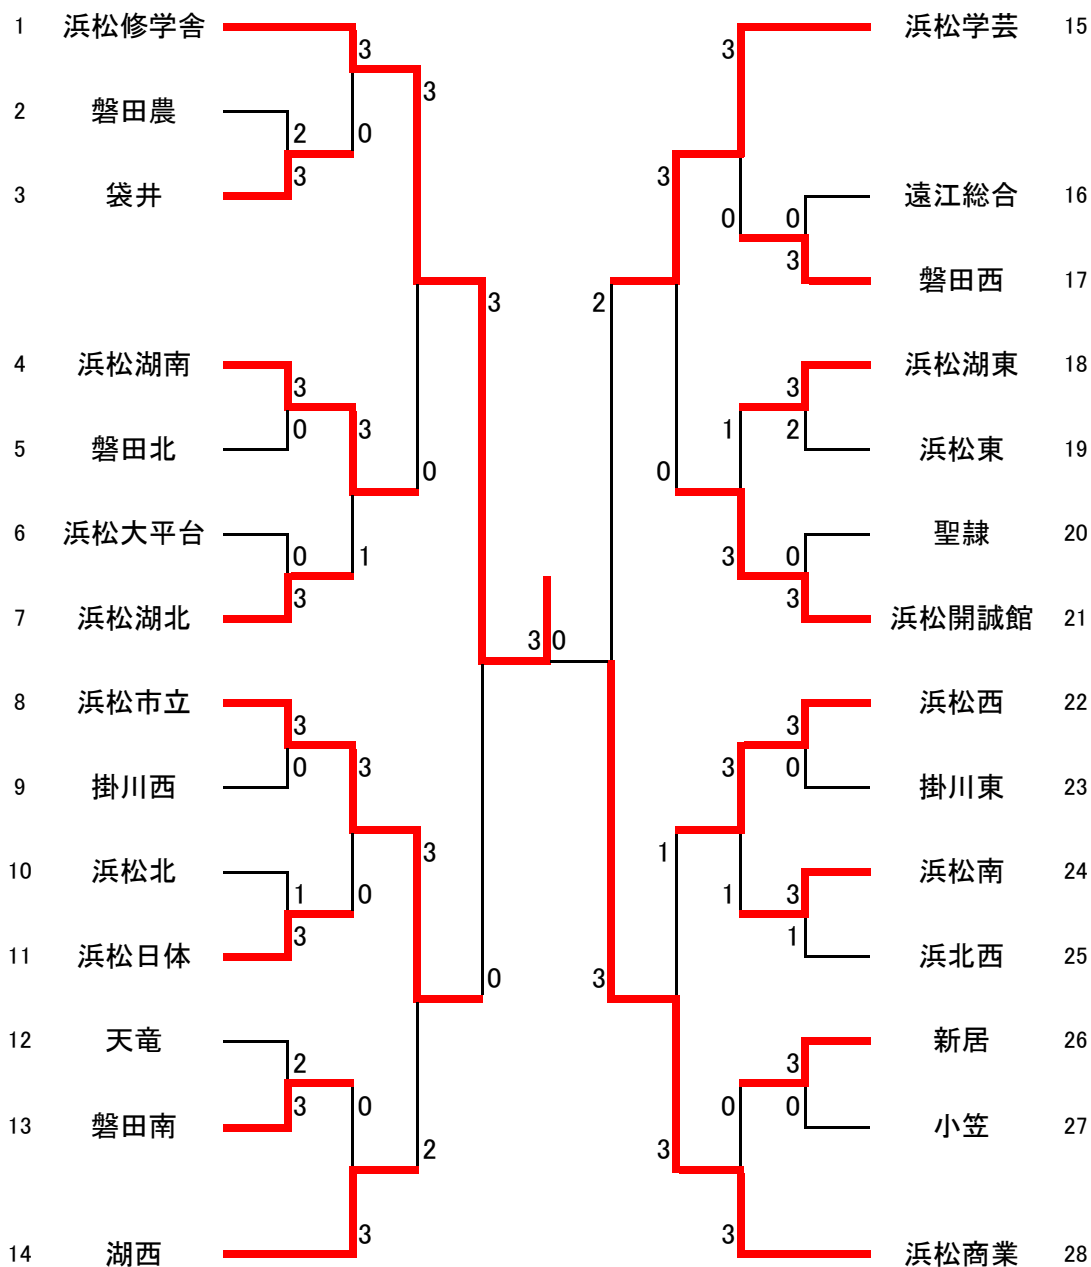 1 浜松修学舎
3
3
2 磐田農
2
0
3
3 袋井
3
4 浜松湖南
3
0
3
5 磐田北
0
6 浜松大平台
0
1
3
7 浜松湖北
8 浜松市立
3
0
3
9 掛川西
3
10 浜松北
1
0
3
11 浜松日体
0
12 天竜
2
3
0
13 磐田南
2
3
14 湖西
3 0
浜松学芸 15
3
3
遠江総合 16
0
0
3
磐田西 17
2
浜松湖東 18
3
1
2
浜松東 19
0
聖隷 20
0
3
3
浜松開誠館 21
浜松西 22
3
3
0
掛川東 23
1
浜松南 24
3
1
1
浜北西 25
3
新居 26
3
0
0
小笠 27
3
3
浜松商業 28